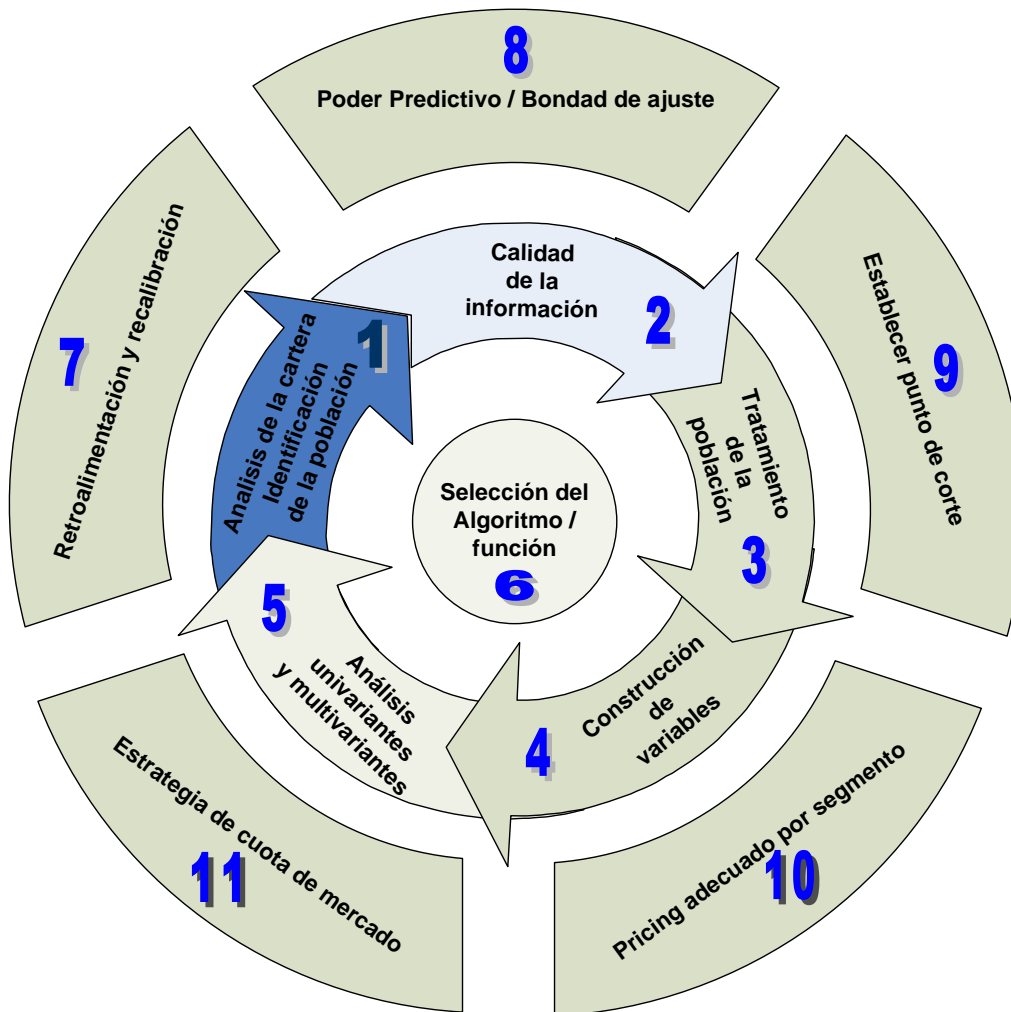 8
Poder Predictivo / Bondad de ajuste
7
Retroalimentación y recalibración
1
Analisis de la cartera
Identificación
de la población
Calidad
de la
información
2
9
Establecer punto de corte
Tratamiento
de la
población
3
Selección del
Algoritmo /
función
6
5
Análisis
univariantes
y multivariantes
4
Construcción
de
variables
Estrategia de cuota de mercado
11
Pricing adecuado por segmento
10